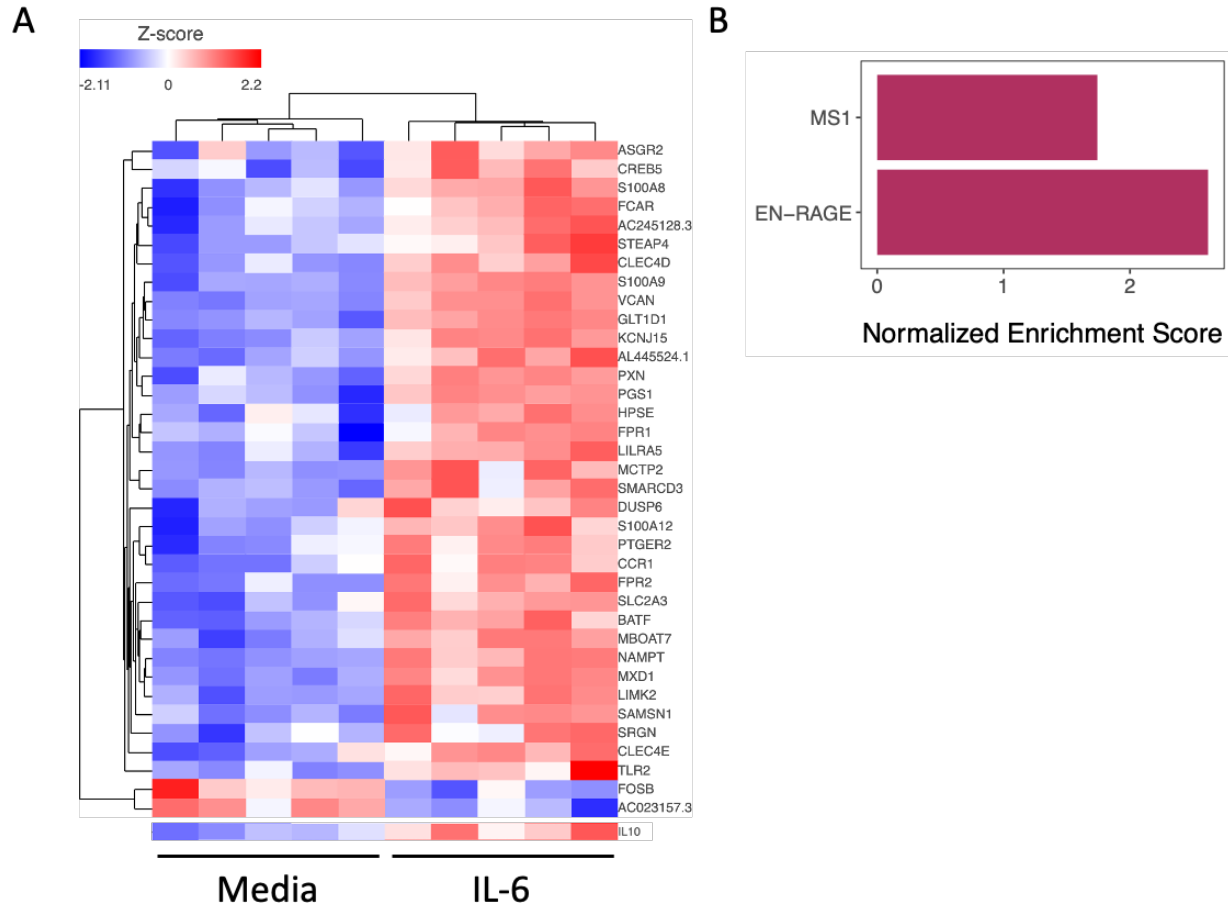 A
Z-score
-2.11 0 2.2
ASGR2
CREB5
S100A8
FCAR
AC245128.3
STEAP4
CLEC4D
S100A9
VCAN
GLT1D1
KCNJ15
AL445524.1
PXN
PGS1
HPSE
FPR1
LILRA5
MCTP2
SMARCD3
DUSP6
S100A12
PTGER2
CCR1
FPR2
SLC2A3
BATF
MBOAT7
NAMPT
MXD1
LIMK2
SAMSN1
SRGN
CLEC4E
TLR2
FOSB
AC023157.3
IL10
Media IL-6
B
MS1
EN-RAGE
0 1 2
Normalized Enrichment Score